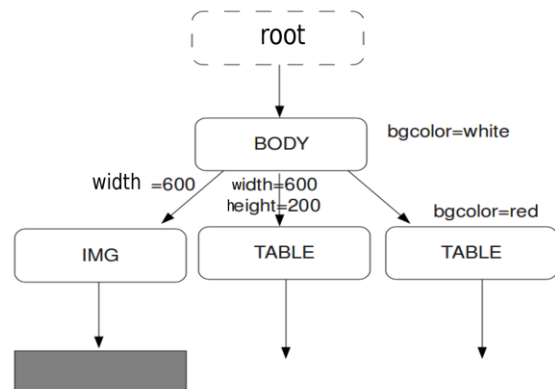 root
BODY
bgcolor=white
width =600
width=600
height=200
bgcolor=red
IMG
TABLE
TABLE